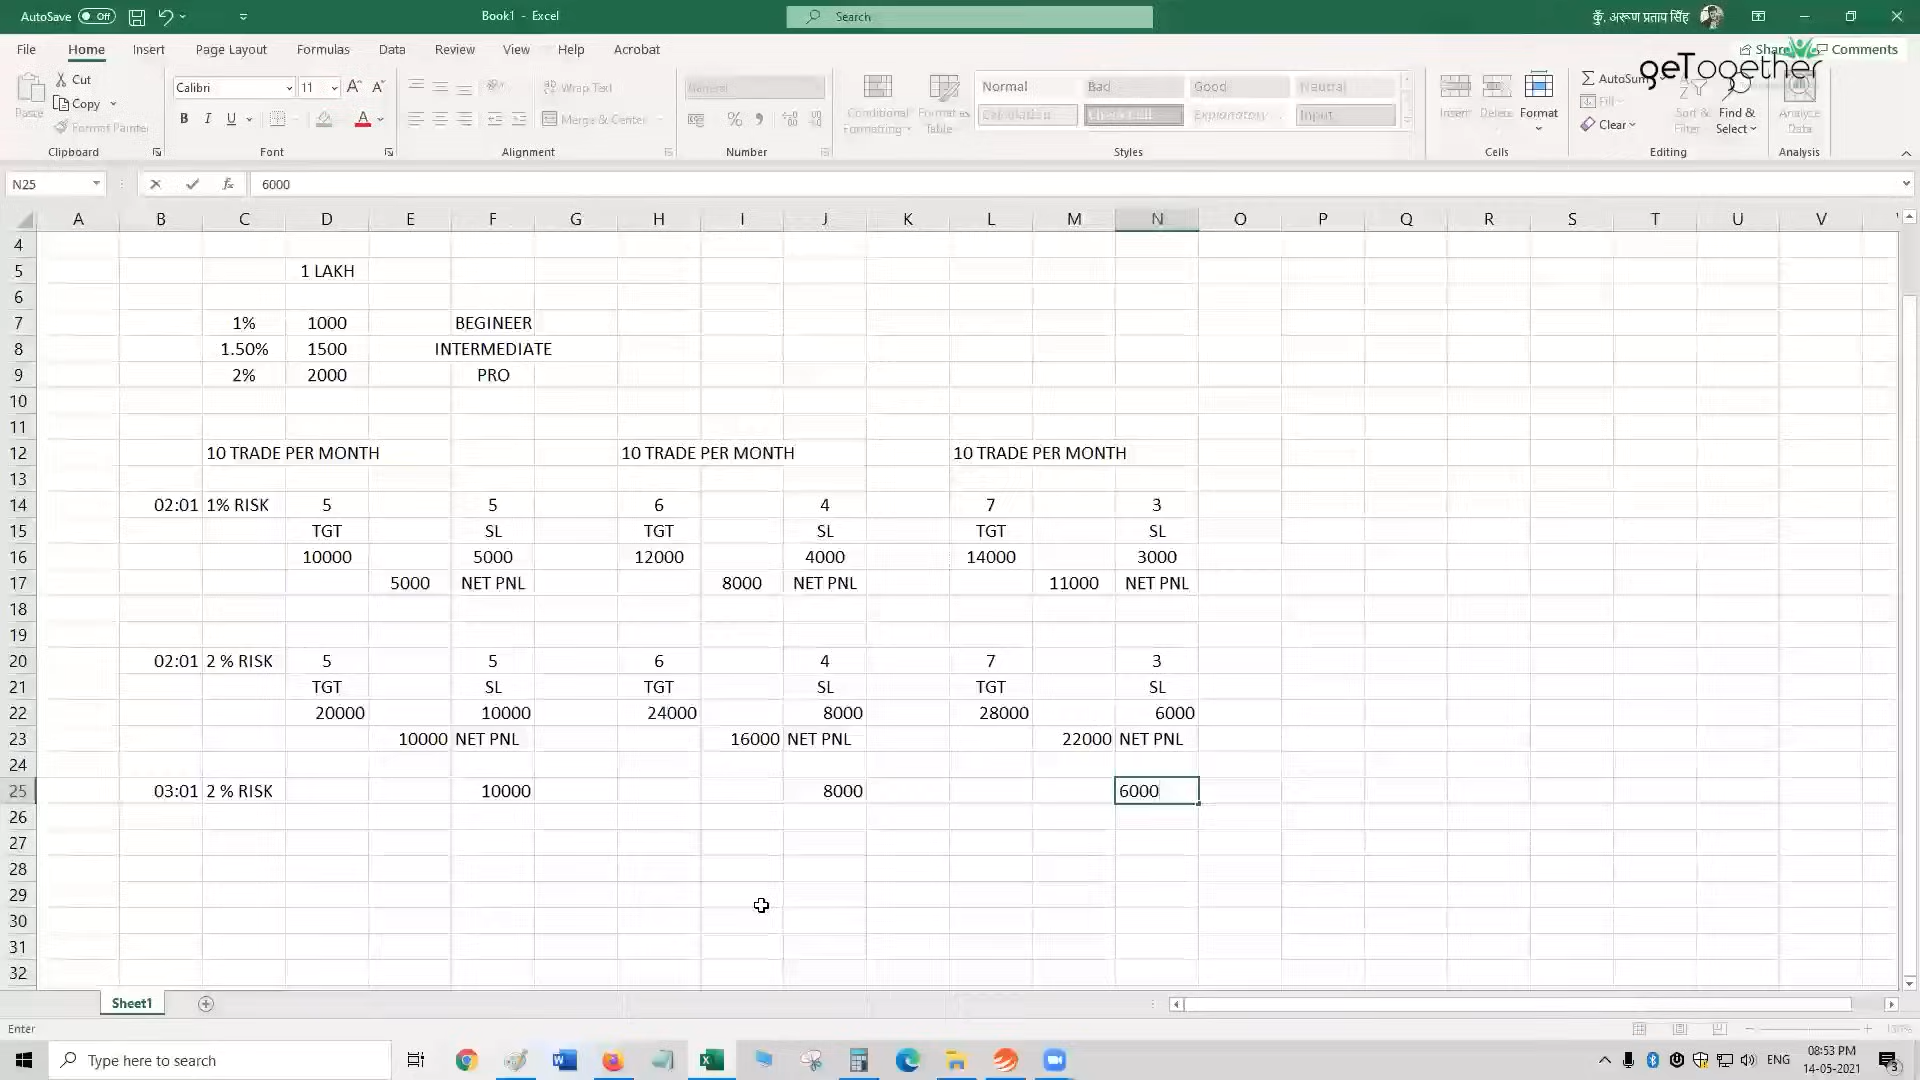 AutoSave Off Book1 - Excel Search कुँ. अरूण प्रताप सिंह
File Home Insert Page Layout Formulas Data Review View Help Acrobat Share Comments
geTogether
Cut
Copy
Format Painter
Paste
Clipboard
Calibri 11
B I U
Font
Wrap Text
Merge & Center
Alignment
General
Number
Conditional Formatting
Format as Table
Normal Bad Good Neutral
Calculation Check Cell Explanatory ... Input
Styles
Insert Delete Format
Cells
AutoSum
Fill
Clear
Sort & Filter
Find & Select
Editing
Analyze Data
Analysis
N25 6000
A B C D E F G H I J K L M N O P Q R S T U V
4
5 1 LAKH
6
7 1% 1000 BEGINEER
8 1.50% 1500 INTERMEDIATE
9 2% 2000 PRO
10
11
12 10 TRADE PER MONTH 10 TRADE PER MONTH 10 TRADE PER MONTH
13
14 02:01 1% RISK 5 5 6 4 7 3
15 TGT SL TGT SL TGT SL
16 10000 5000 12000 4000 14000 3000
17 5000 NET PNL 8000 NET PNL 11000 NET PNL
18
19
20 02:01 2 % RISK 5 5 6 4 7 3
21 TGT SL TGT SL TGT SL
22 20000 10000 24000 8000 28000 6000
23 10000 NET PNL 16000 NET PNL 22000 NET PNL
24
25 03:01 2 % RISK 10000 8000 6000
26
27
28
29
30
31
32
Sheet1
Enter
Type here to search
ENG
08:53 PM
14-05-2021
3